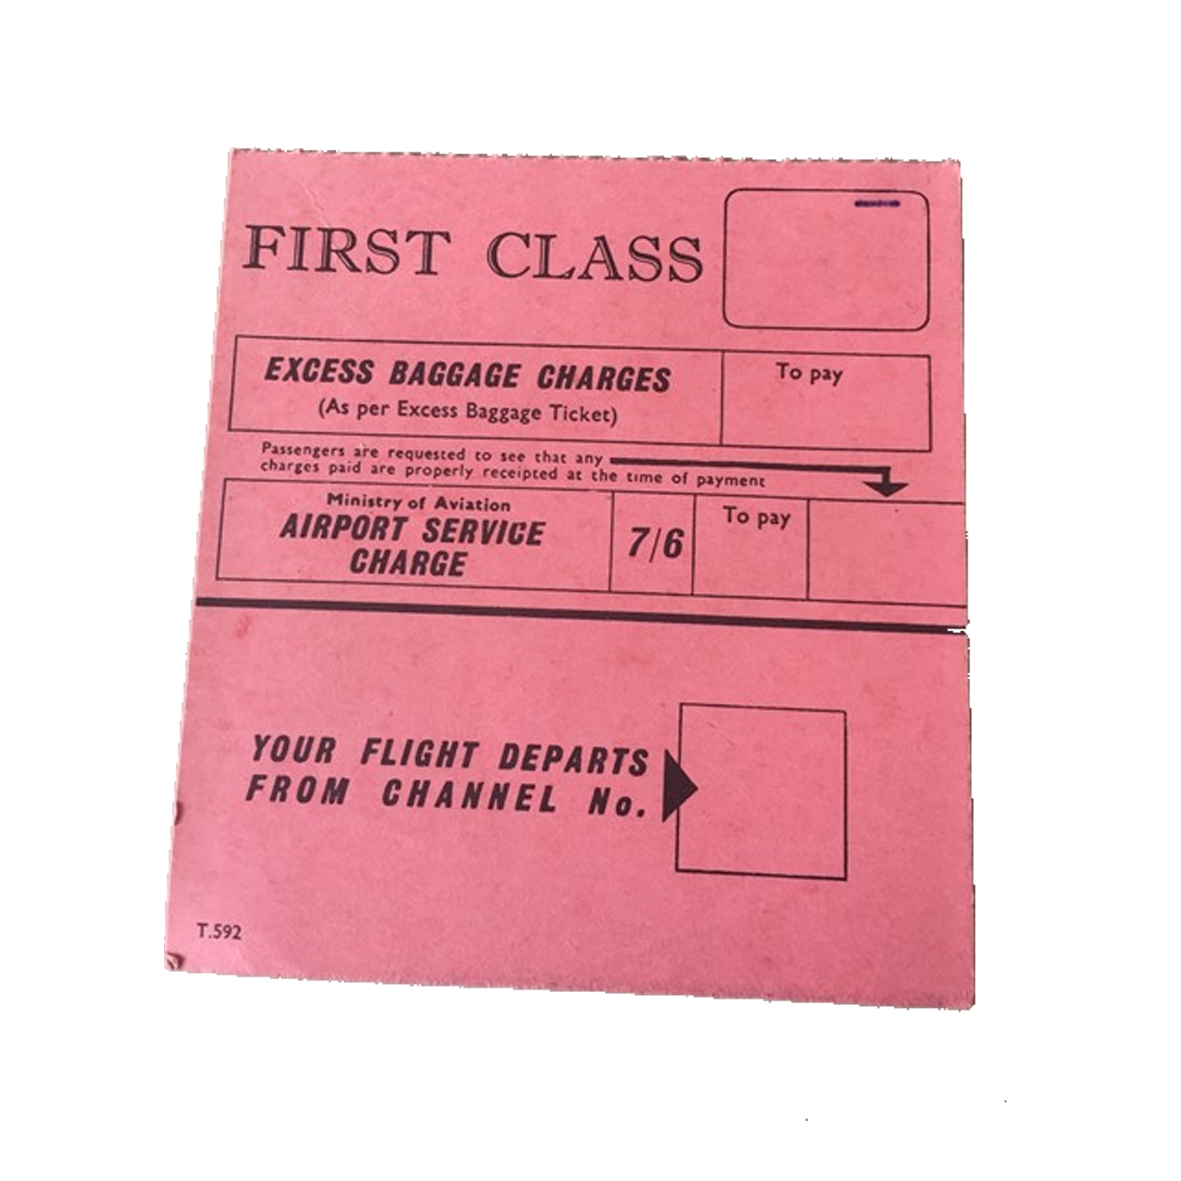 FIRST CLASS
EXCESS BAGGAGE CHARGES
(As per Excess Baggage Ticket)
To pay
Passengers are requested to see that any
charges paid are properly receipted at the time of payment
Ministry of Aviation
AIRPORT SERVICE
CHARGE
7/6
To pay
YOUR FLIGHT DEPARTS
FROM CHANNEL No.
T.592